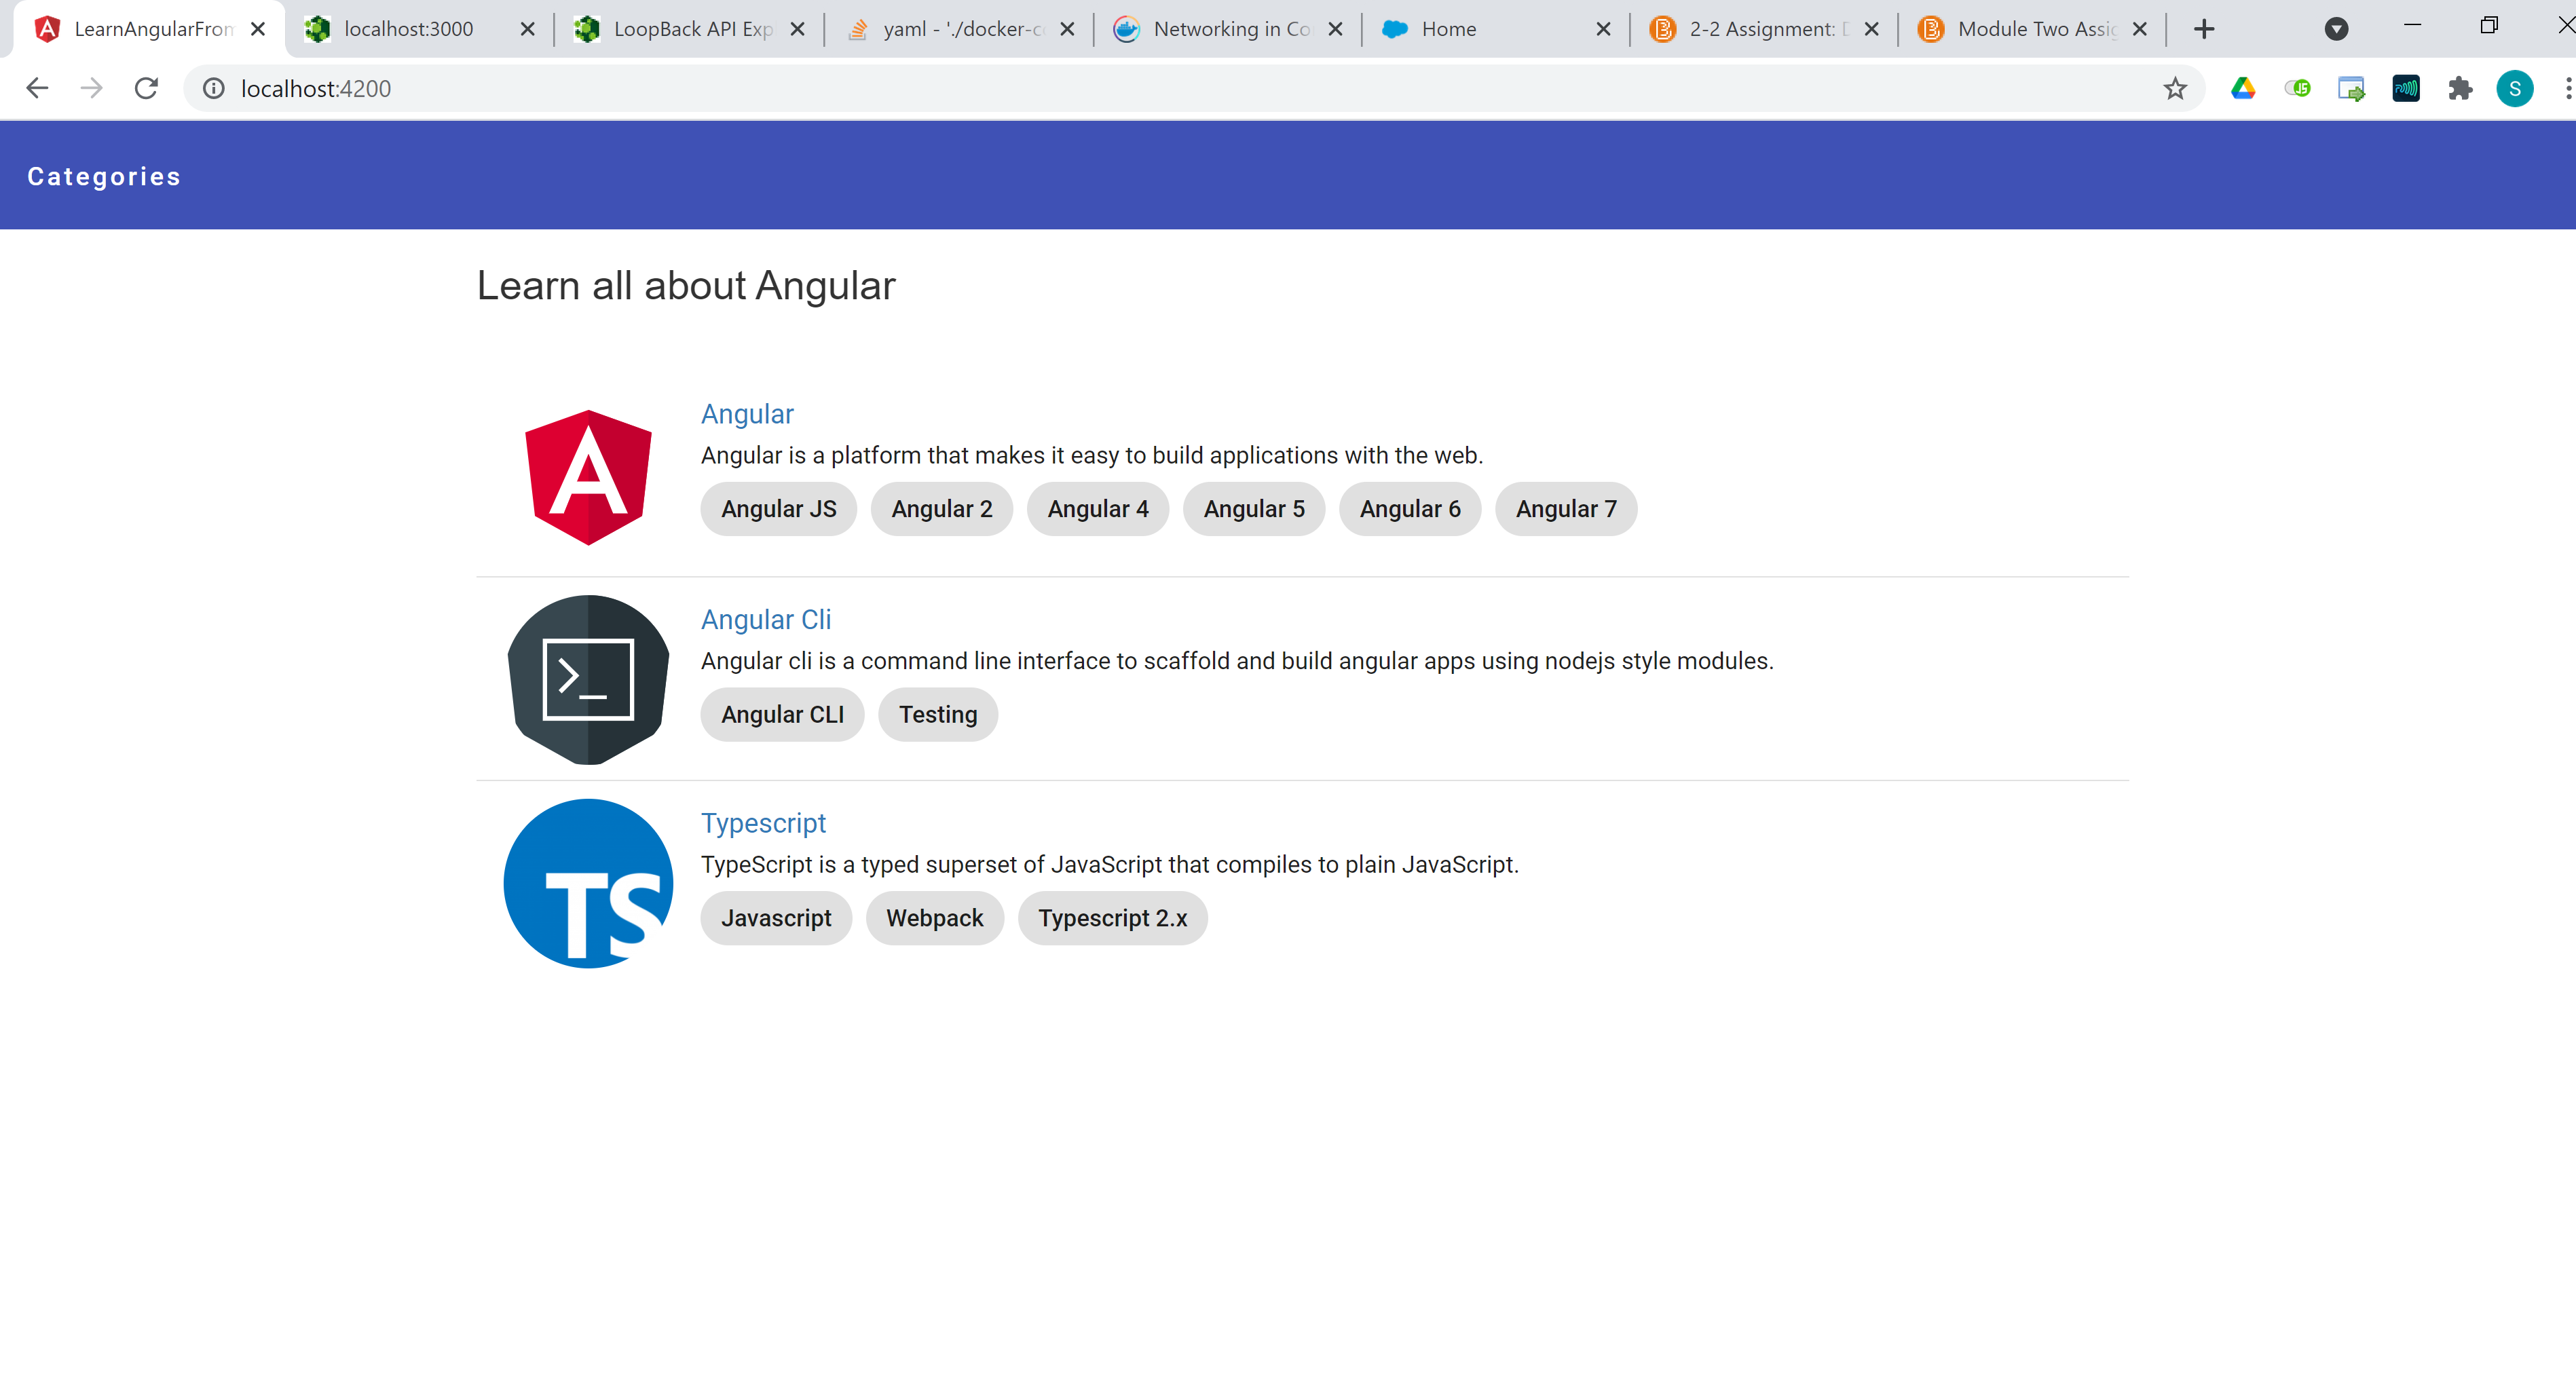 LearnAngularFron
localhost:3000
LoopBack API Exp
yaml - './docker-co
Networking in Co
Home
2-2 Assignment: D
Module Two Assig
localhost:4200
JS
S
Categories
Learn all about Angular
A
Angular
Angular is a platform that makes it easy to build applications with the web.
Angular JS Angular 2 Angular 4 Angular 5 Angular 6 Angular 7
Angular Cli
Angular cli is a command line interface to scaffold and build angular apps using nodejs style modules.
Angular CLI Testing
TS
Typescript
TypeScript is a typed superset of JavaScript that compiles to plain JavaScript.
Javascript Webpack Typescript 2.x